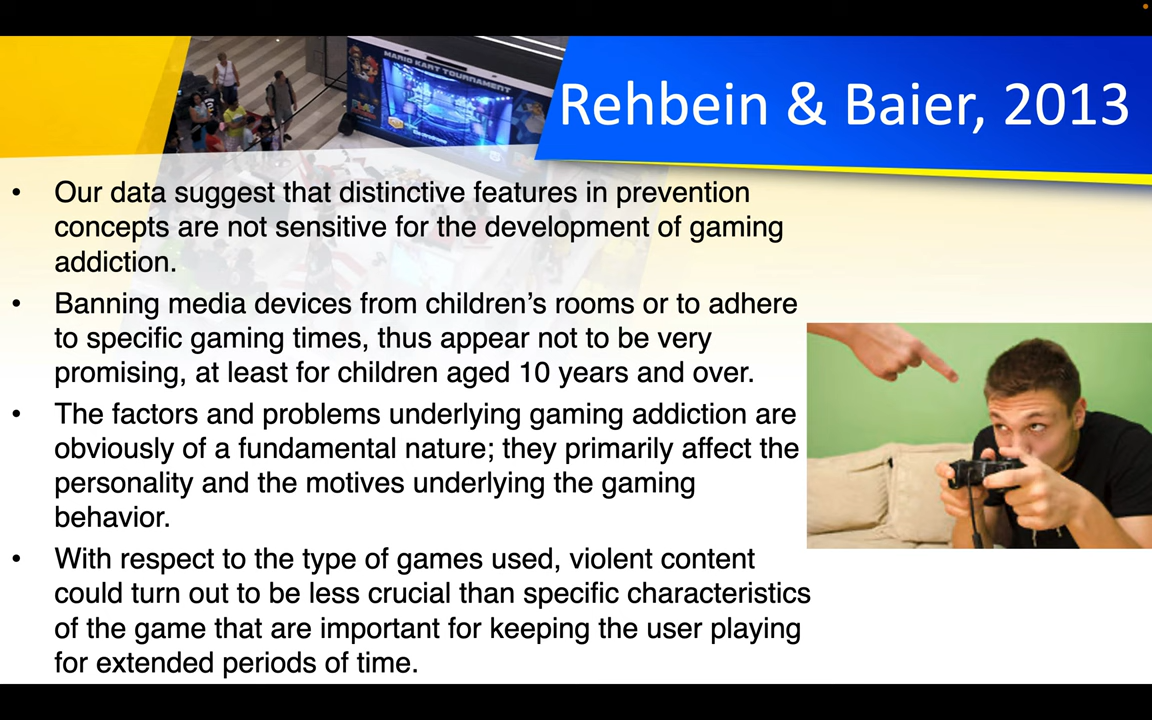 MARIO KART TOURNAMENT
Rehbein & Baier, 2013
• Our data suggest that distinctive features in prevention
concepts are not sensitive for the development of gaming
addiction.
• Banning media devices from children’s rooms or to adhere
to specific gaming times, thus appear not to be very
promising, at least for children aged 10 years and over.
• The factors and problems underlying gaming addiction are
obviously of a fundamental nature; they primarily affect the
personality and the motives underlying the gaming
behavior.
• With respect to the type of games used, violent content
could turn out to be less crucial than specific characteristics
of the game that are important for keeping the user playing
for extended periods of time.